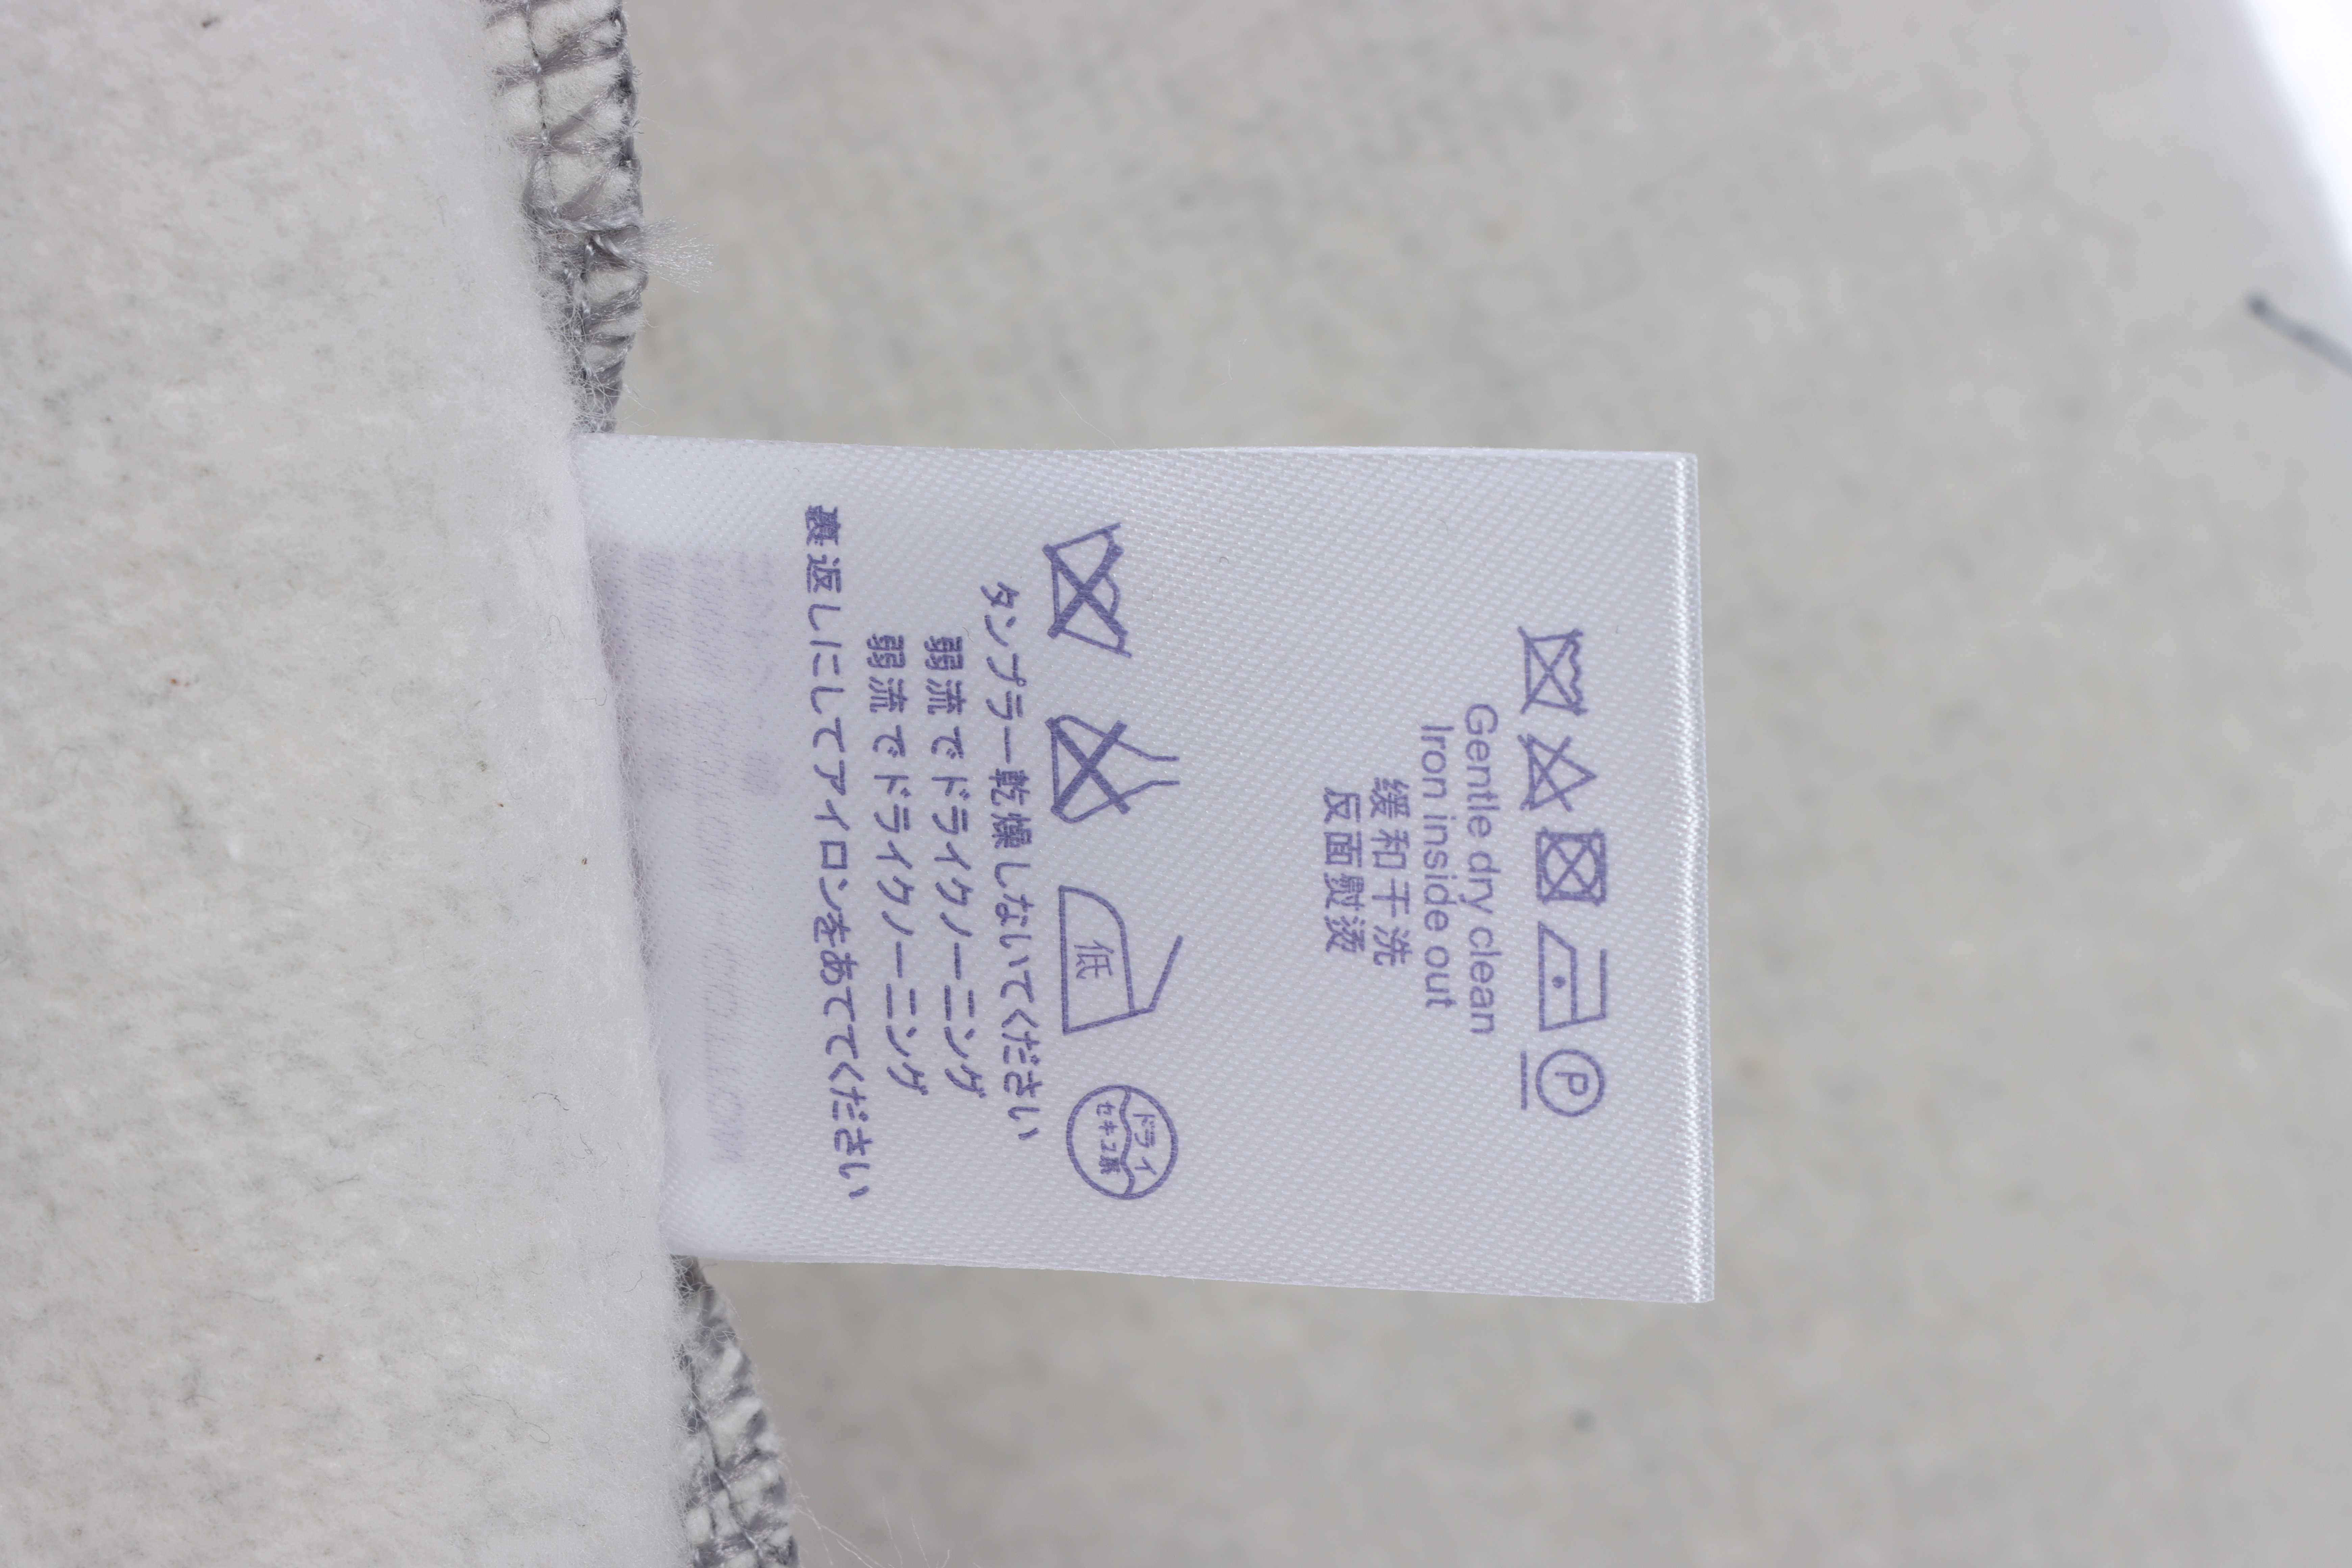 P
Gentle dry clean
Iron inside out
缓和干洗
反面熨烫
低
ドライ
セキユ系
タンブラー乾燥しないてください
弱流でドライクノーニング
弱流でドライクノーニング
裏返しにしてアイロンをあててください